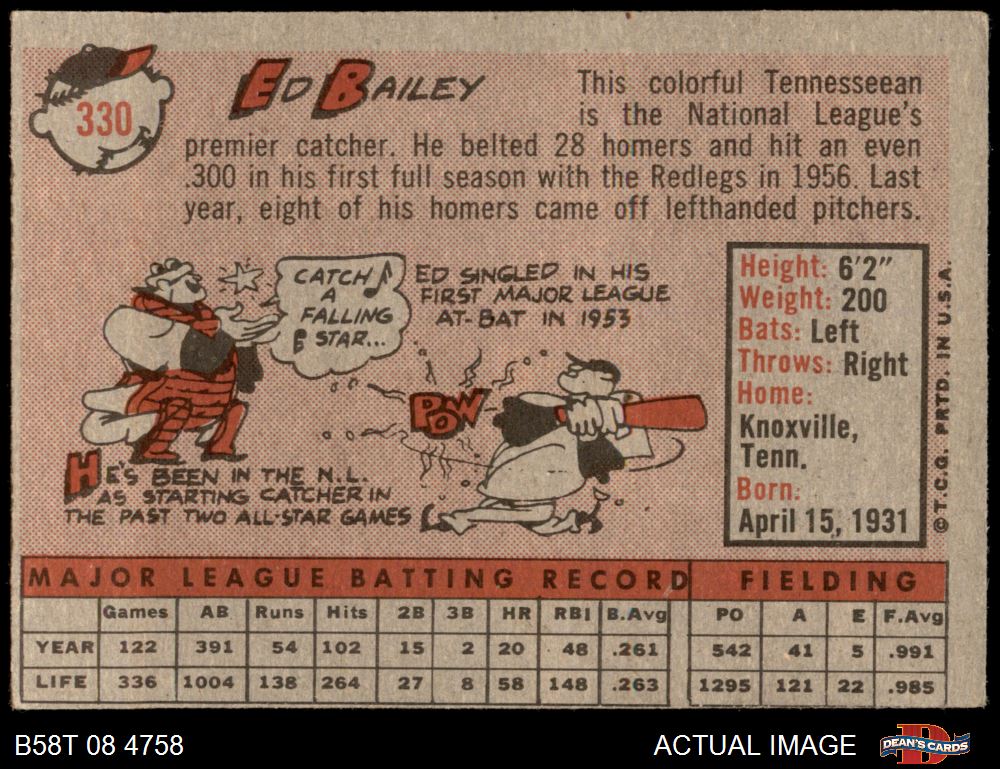 330
ED BAILEY
This colorful Tennesseean
is the National League's
premier catcher. He belted 28 homers and hit an even
.300 in his first full season with the Redlegs in 1956. Last
year, eight of his homers came off lefthanded pitchers.
CATCH
A
FALLING
STAR...
ED SINGLED IN HIS
FIRST MAJOR LEAGUE
AT-BAT IN 1953
POW
HE'S BEEN IN THE N.L.
AS STARTING CATCHER IN
THE PAST TWO ALL-STAR GAMES
Height: 6'2"
Weight: 200
Bats: Left
Throws: Right
Home:
Knoxville,
Tenn.
Born:
April 15, 1931
© T.C.G. PRTD. IN U.S.A.
MAJOR LEAGUE BATTING RECORD FIELDING
Games AB Runs Hits 2B 3B HR RBI B.Avg PO A E F.Avg
YEAR 122 391 54 102 15 2 20 48 .261 542 41 5 .991
LIFE 336 1004 138 264 27 8 58 148 .263 1295 121 22 .985
B58T 08 4758 ACTUAL IMAGE DEAN'S CARDS